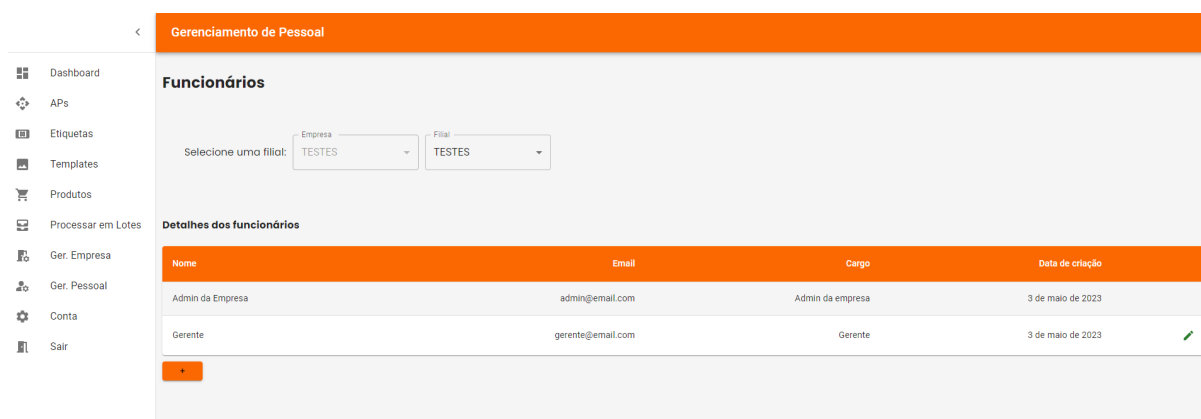 Gerenciamento de Pessoal
Dashboard
APs
Etiquetas
Templates
Produtos
Processar em Lotes
Ger. Empresa
Ger. Pessoal
Conta
Sair
Funcionários
Selecione uma filial:
Empresa
TESTES
Filial
TESTES
Detalhes dos funcionários
Nome Email Cargo Data de criação
Admin da Empresa admin@email.com Admin da empresa 3 de maio de 2023
Gerente gerente@email.com Gerente 3 de maio de 2023
+